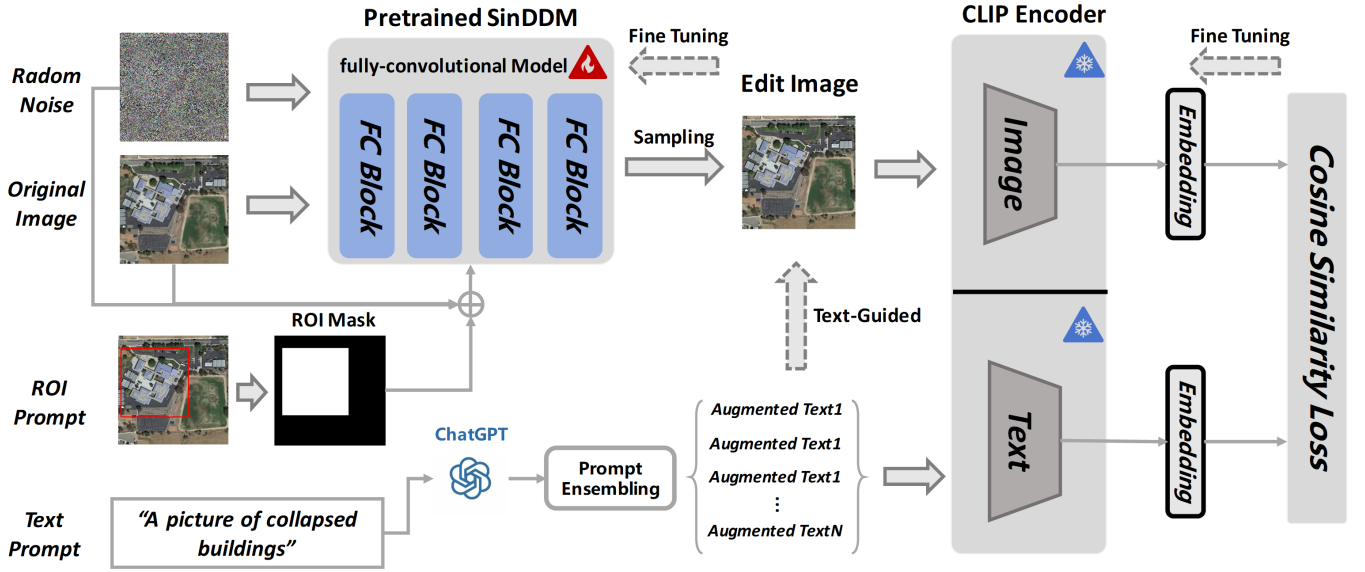 Pretrained SinDDM
CLIP Encoder
Radom
Noise
fully-convolutional Model
Fine Tuning
Fine Tuning
Edit Image
FC Block
FC Block
FC Block
FC Block
Sampling
Image
Embedding
Cosine Similarity Loss
Original
Image
ROI Mask
Text-Guided
ROI
Prompt
Text
Embedding
ChatGPT
Prompt
Ensembling
Augmented Text1
Augmented Text1
Augmented Text1
⋮
Augmented TextN
Text
Prompt
“A picture of collapsed
buildings”